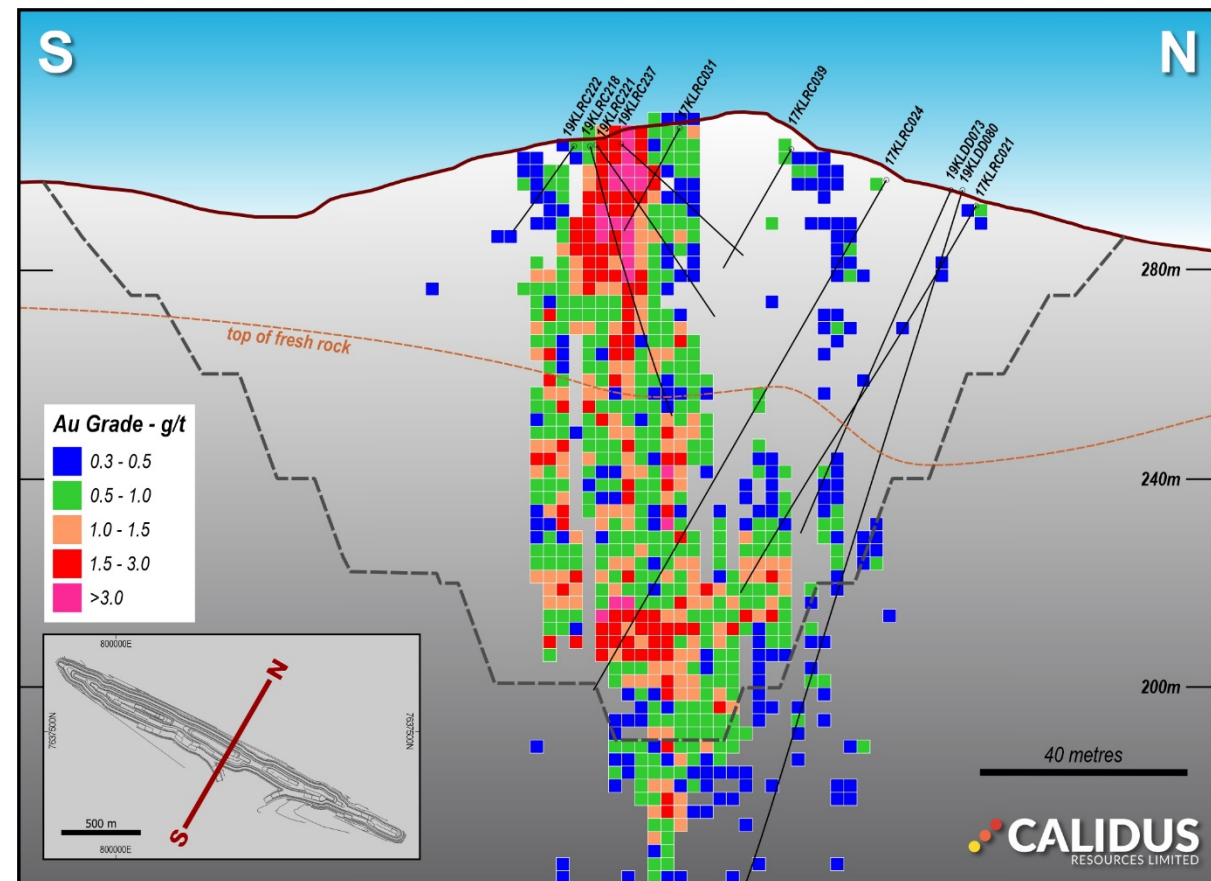 S
N
19KLRC222
19KLRC218
19KLRC221
19KLRC237
17KLRC031
17KLRC039
17KLRC024
19KLDD073
19KLDD080
17KLRC021
280m
top of fresh rock
Au Grade - g/t
0.3 - 0.5
0.5 - 1.0
1.0 - 1.5
1.5 - 3.0
>3.0
240m
200m
800000E
N
7637500N
7637500N
S
500 m
800000E
40 metres
CALIDUS
RESOURCES LIMITED